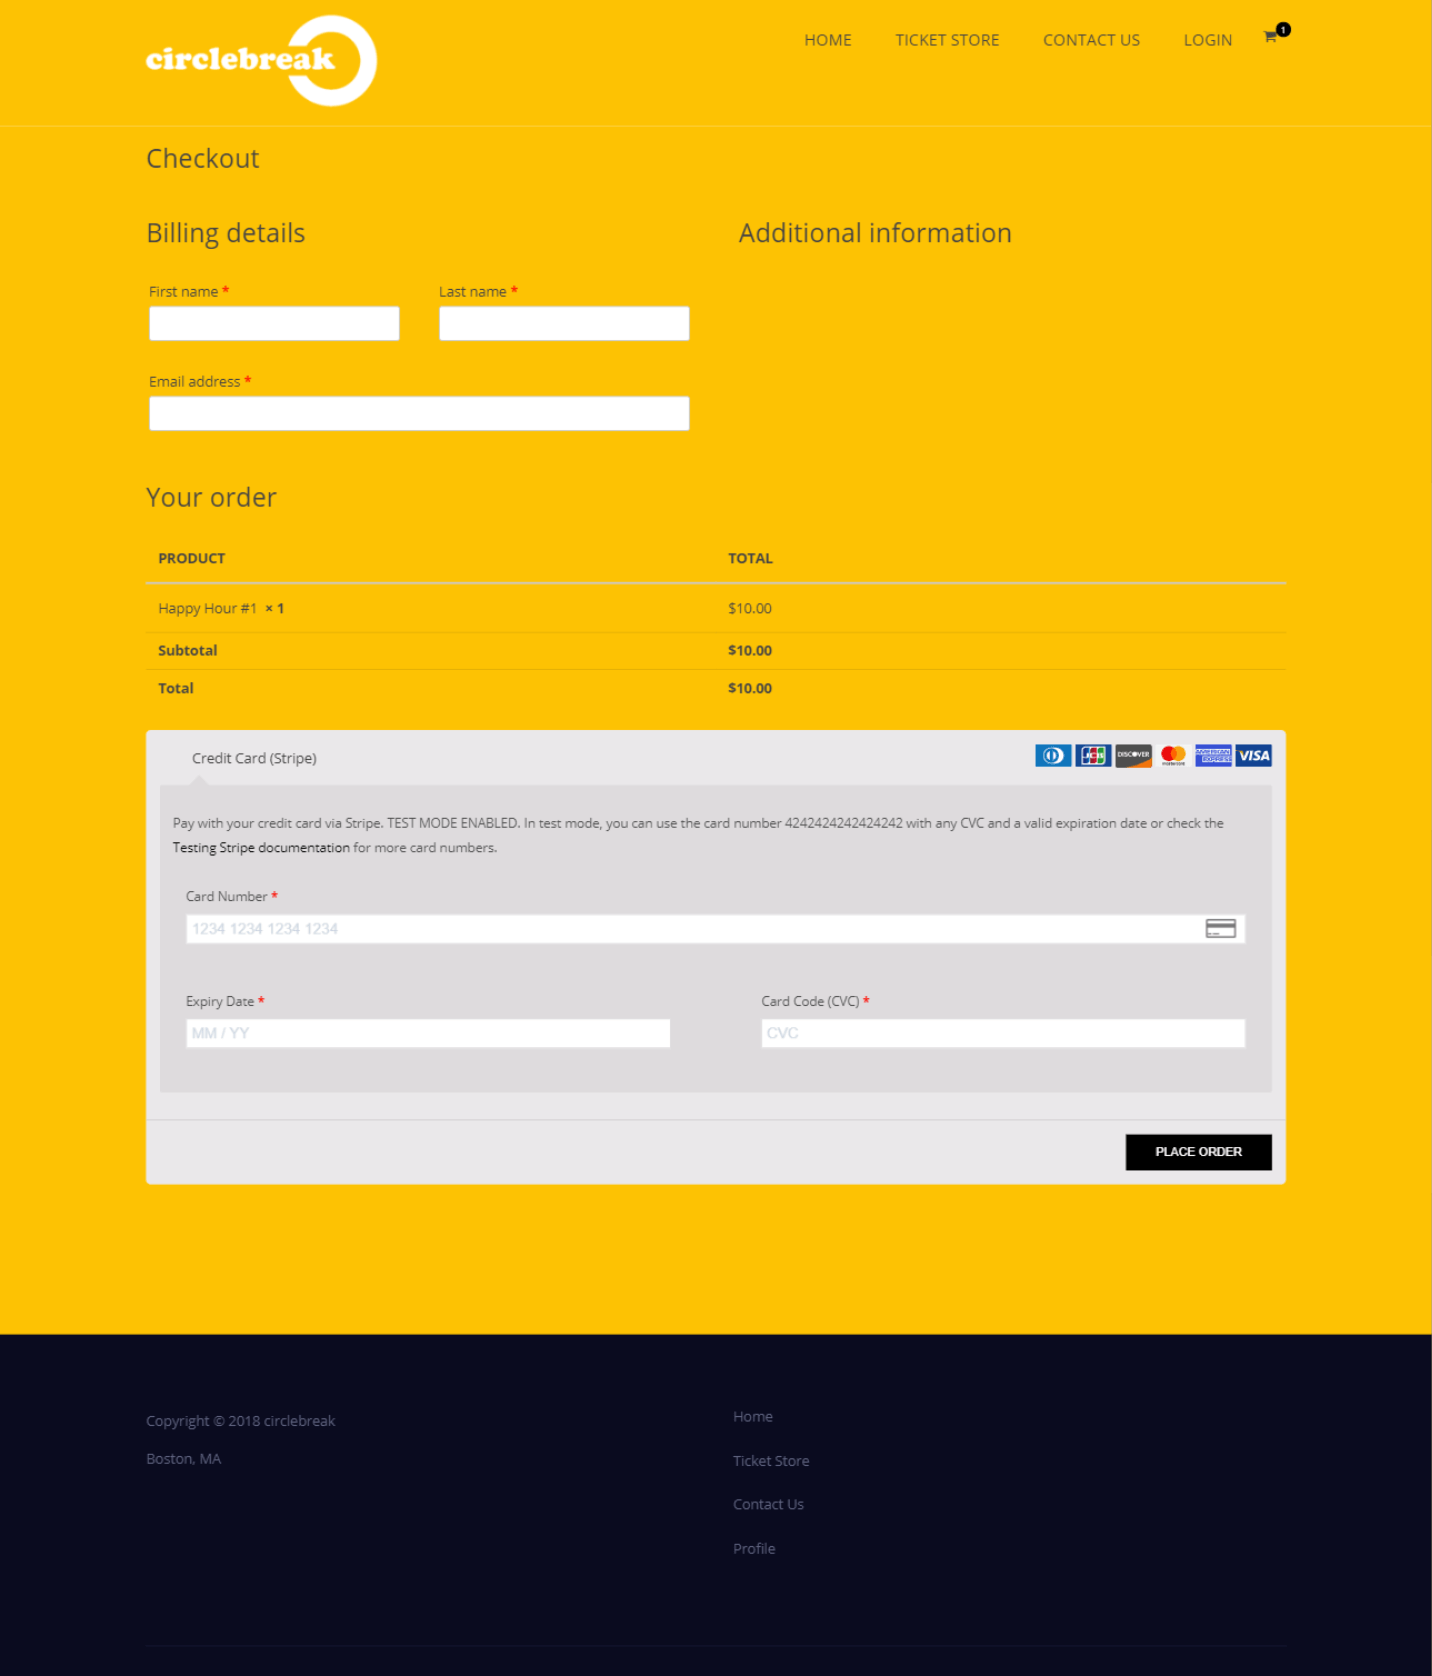 circlebreak
HOME TICKET STORE CONTACT US LOGIN 1
Checkout
Billing details
Additional information
First name * Last name *
Email address *
Your order
PRODUCT TOTAL
Happy Hour #1 × 1 $10.00
Subtotal $10.00
Total $10.00
Credit Card (Stripe) JCB DISCOVER mastercard AMERICAN EXPRESS VISA
Pay with your credit card via Stripe. TEST MODE ENABLED. In test mode, you can use the card number 4242424242424242 with any CVC and a valid expiration date or check the
Testing Stripe documentation for more card numbers.
Card Number *
1234 1234 1234 1234
Expiry Date * Card Code (CVC) *
MM / YY CVC
PLACE ORDER
Copyright © 2018 circlebreak
Boston, MA
Home
Ticket Store
Contact Us
Profile